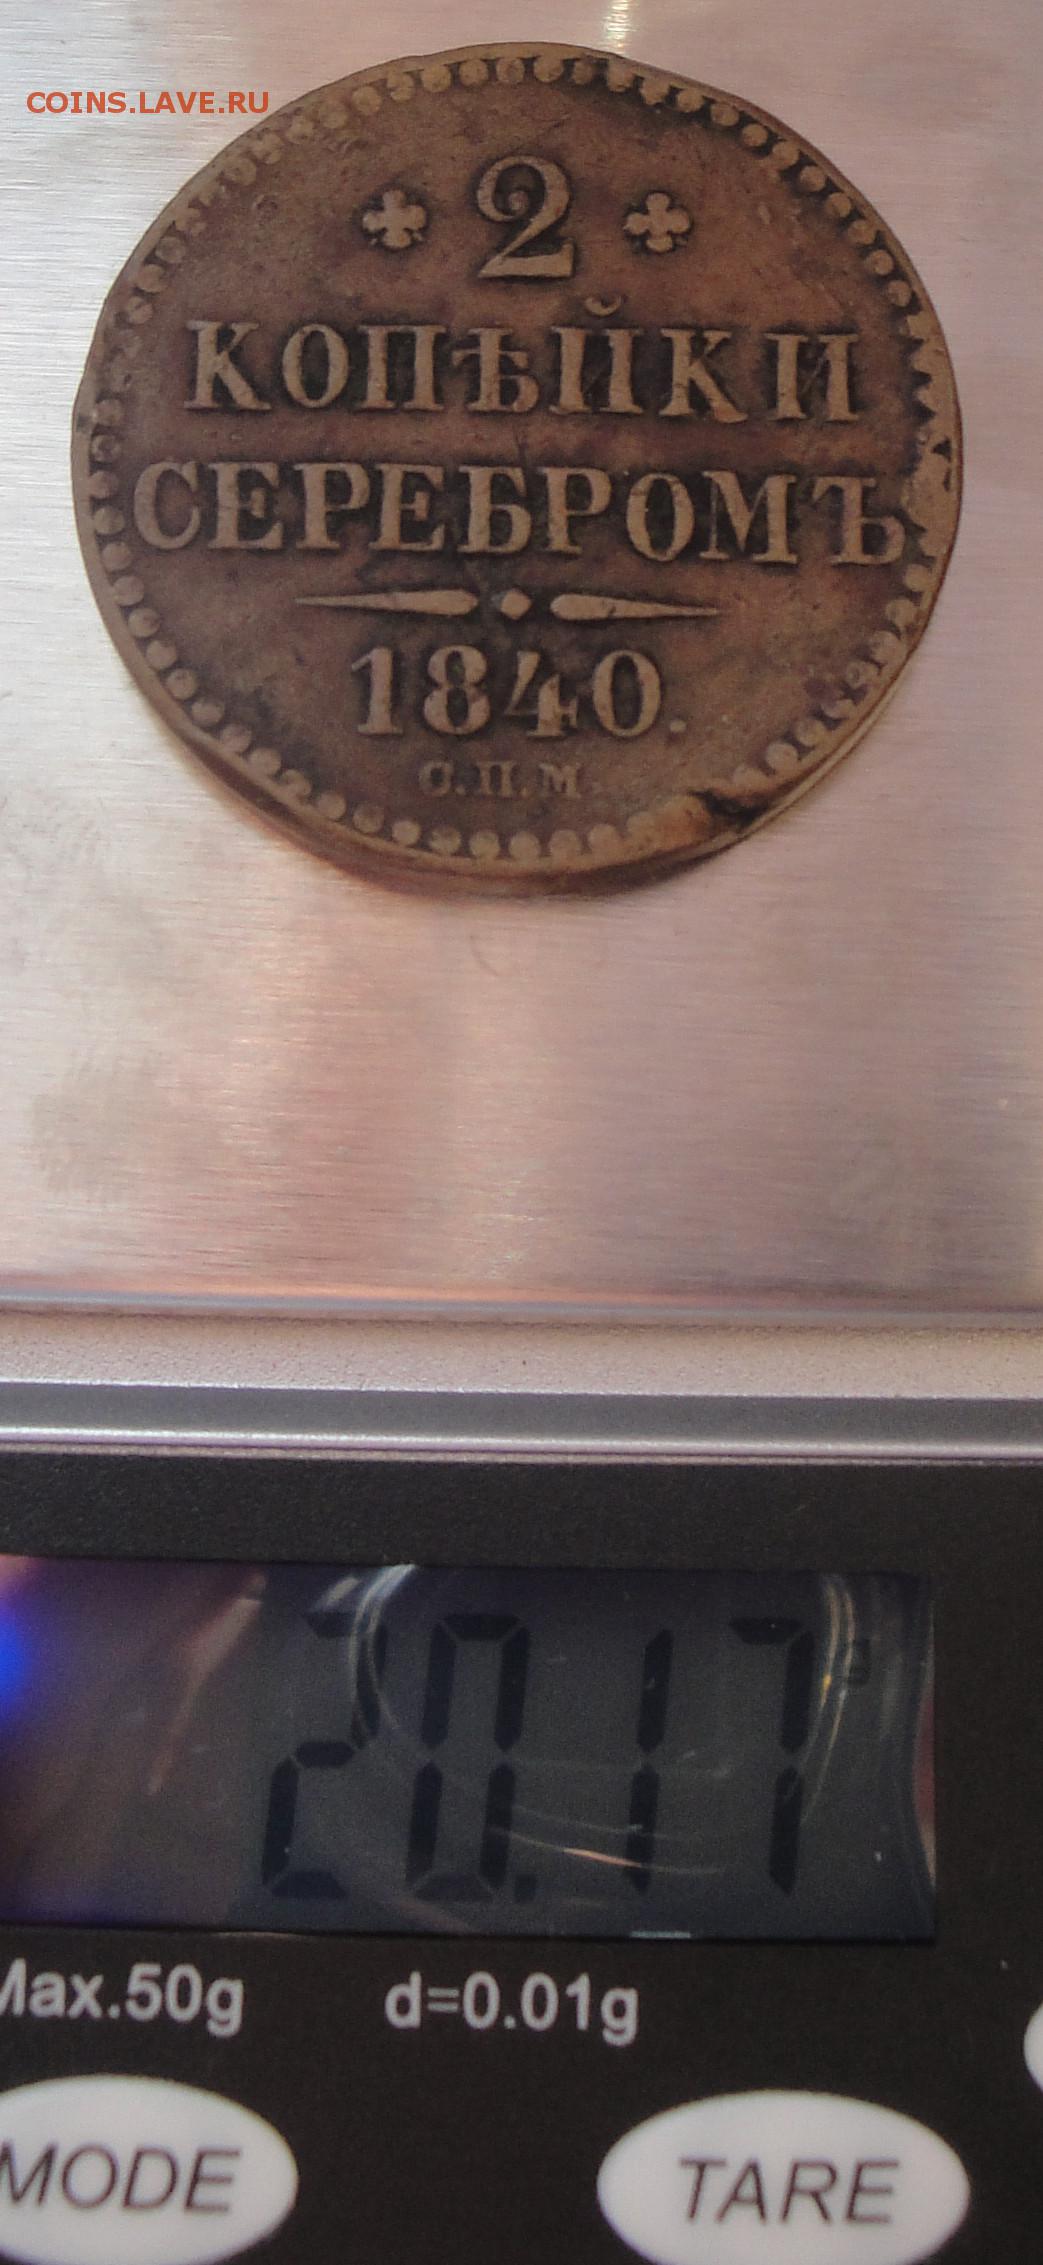 COINS.LAVE.RU
2
КОПѢЙКИ
СЕРЕБРОМЪ
1840.
С.П.М.
20.17
Max.50g d=0.01g
MODE TARE